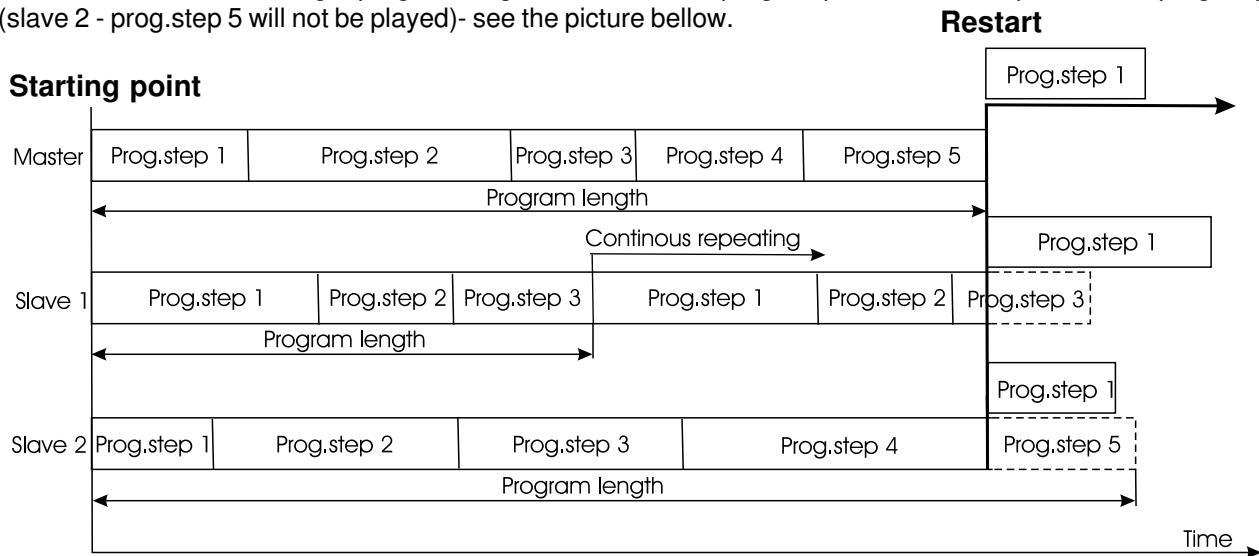 (slave 2 - prog.step 5 will not be played)- see the picture bellow.
Restart
Prog.step 1
Starting point
Master Prog.step 1 Prog.step 2 Prog.step 3 Prog.step 4 Prog.step 5
Program length
Continous repeating
Prog.step 1
Slave 1 Prog.step 1 Prog.step 2 Prog.step 3 Prog.step 1 Prog.step 2 Prog.step 3
Program length
Prog.step 1
Slave 2 Prog.step 1 Prog.step 2 Prog.step 3 Prog.step 4 Prog.step 5
Program length
Time